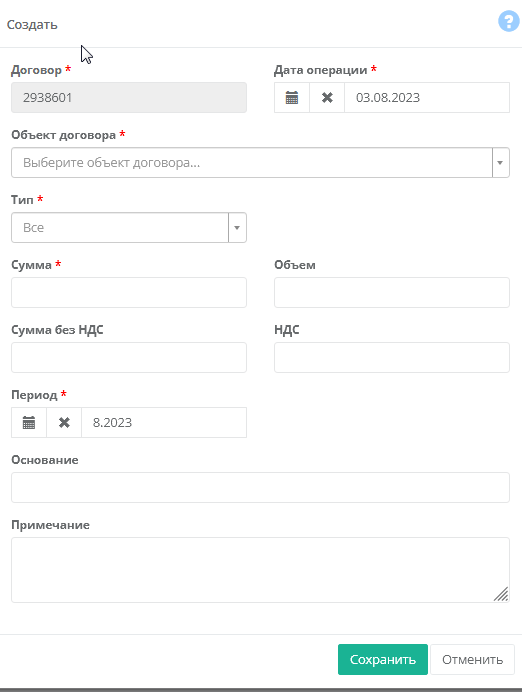 Создать
?
Договор * Дата операции *
2938601 03.08.2023
Объект договора *
Выберите объект договора...
Тип *
Все
Сумма * Объем
Сумма без НДС НДС
Период *
8.2023
Основание
Примечание
Сохранить Отменить